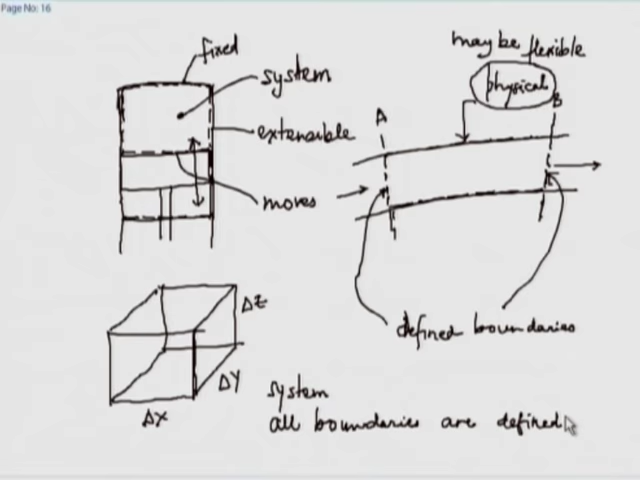 Page No: 16
fixed
system
extensible
moves
may be flexible
physical
A
B
defined boundaries
ΔZ
ΔY
ΔX
system
all boundaries are defined